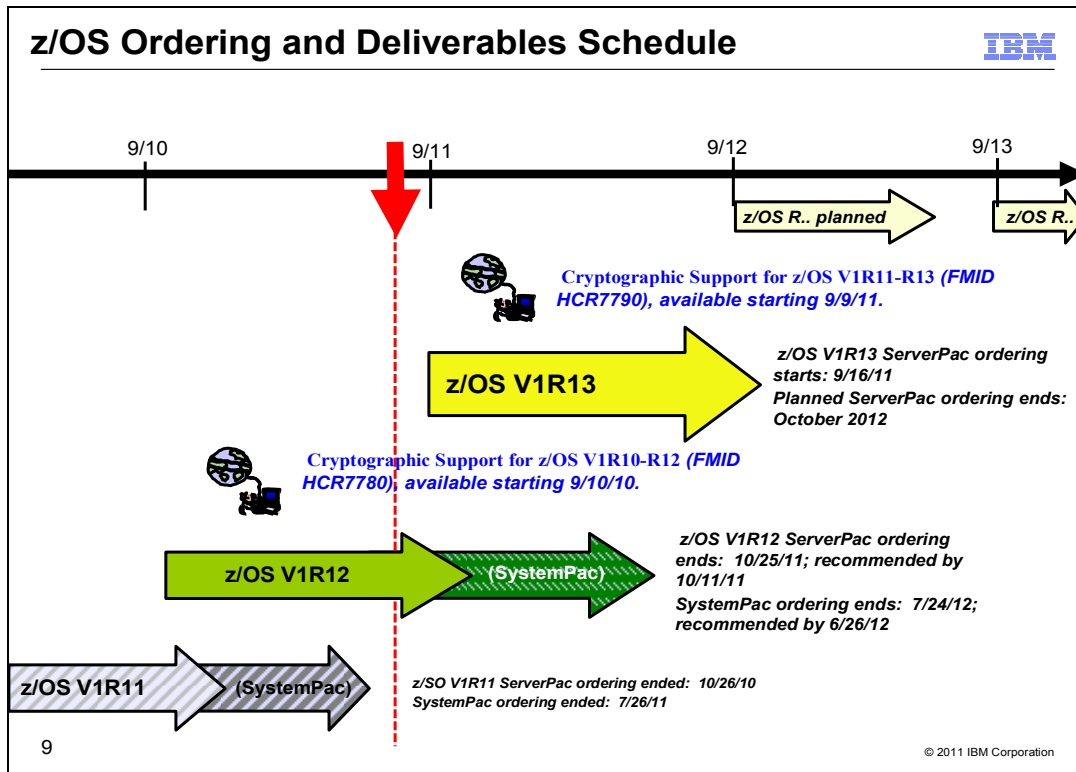 z/OS Ordering and Deliverables Schedule
IBM
9/10
9/11
9/12
9/13
z/OS R.. planned
z/OS R..
Cryptographic Support for z/OS V1R11-R13 (FMID
HCR7790), available starting 9/9/11.
z/OS V1R13
z/OS V1R13 ServerPac ordering
starts: 9/16/11
Planned ServerPac ordering ends:
October 2012
Cryptographic Support for z/OS V1R10-R12 (FMID
HCR7780), available starting 9/10/10.
z/OS V1R12
(SystemPac)
z/OS V1R12 ServerPac ordering
ends: 10/25/11; recommended by
10/11/11
SystemPac ordering ends: 7/24/12;
recommended by 6/26/12
z/OS V1R11
(SystemPac)
z/SO V1R11 ServerPac ordering ended: 10/26/10
SystemPac ordering ended: 7/26/11
9
© 2011 IBM Corporation